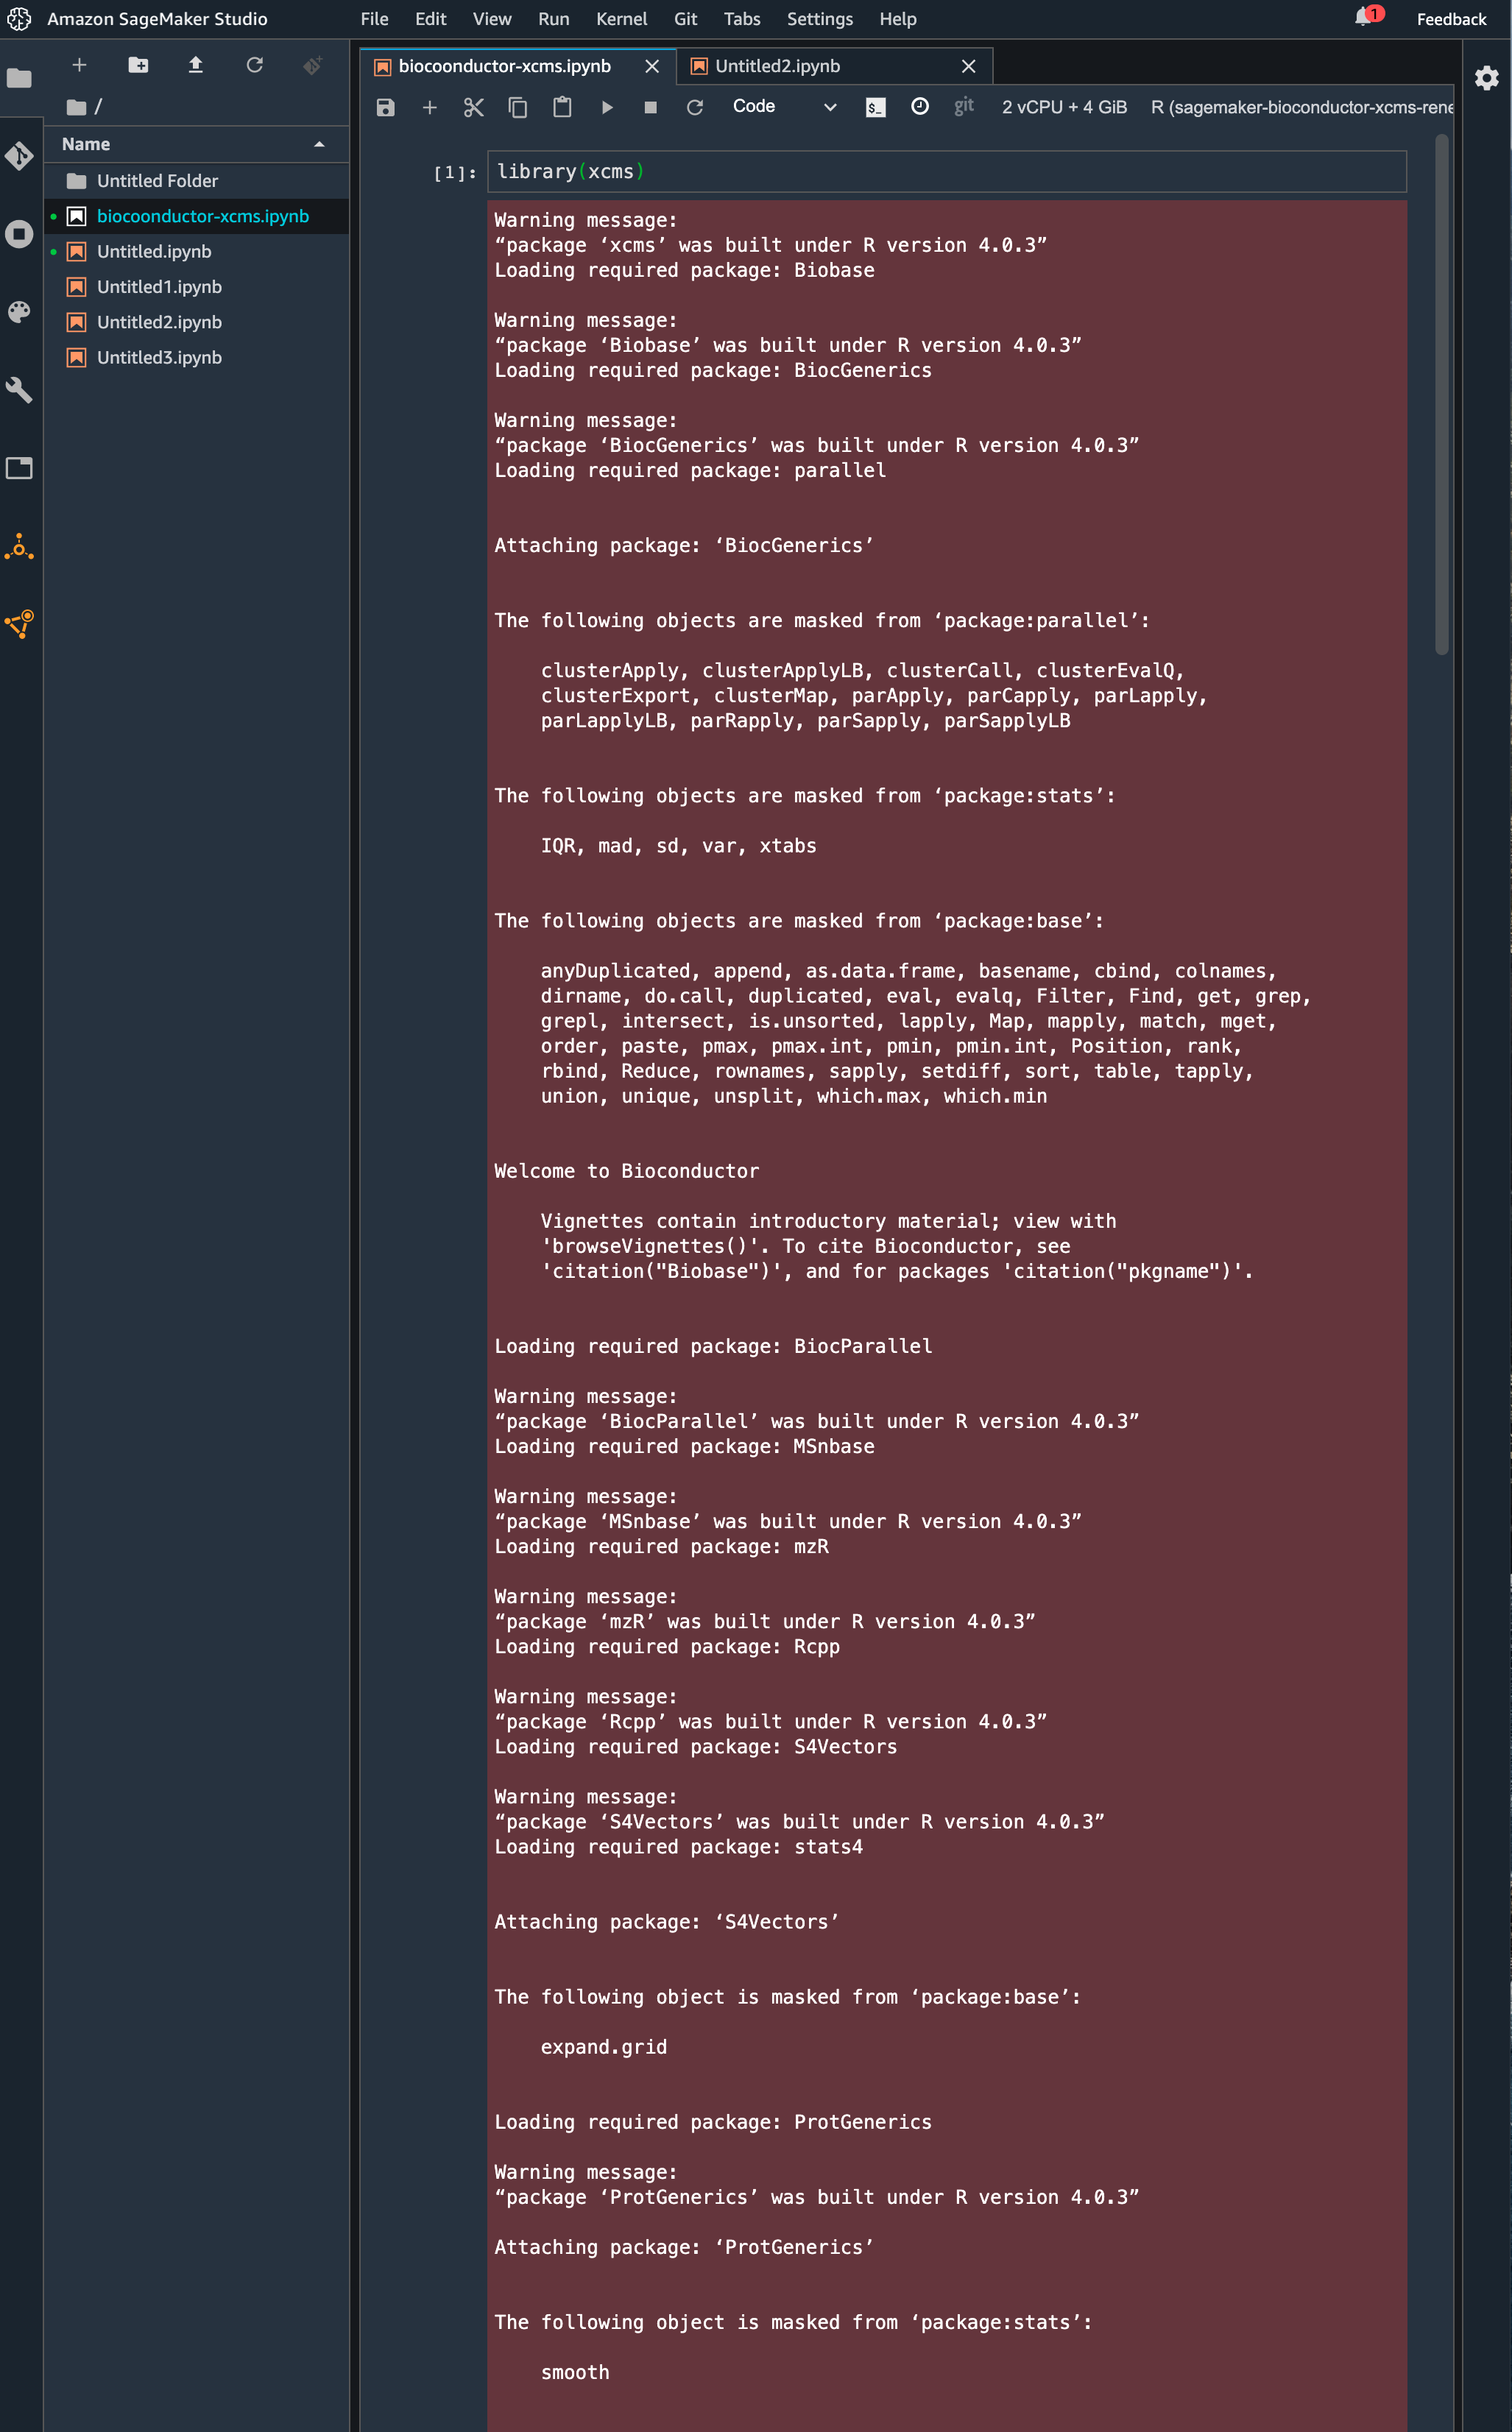 Amazon SageMaker Studio File Edit View Run Kernel Git Tabs Settings Help 1 Feedback
biocoonductor-xcms.ipynb Untitled2.ipynb
/
Code $_ git 2 vCPU + 4 GiB R (sagemaker-bioconductor-xcms-rene
Name
Untitled Folder
biocoonductor-xcms.ipynb
Untitled.ipynb
Untitled1.ipynb
Untitled2.ipynb
Untitled3.ipynb
[1]: library(xcms)
Warning message:
“package ‘xcms’ was built under R version 4.0.3”
Loading required package: Biobase
Warning message:
“package ‘Biobase’ was built under R version 4.0.3”
Loading required package: BiocGenerics
Warning message:
“package ‘BiocGenerics’ was built under R version 4.0.3”
Loading required package: parallel
Attaching package: ‘BiocGenerics’
The following objects are masked from ‘package:parallel’:
clusterApply, clusterApplyLB, clusterCall, clusterEvalQ,
clusterExport, clusterMap, parApply, parCapply, parLapply,
parLapplyLB, parRapply, parSapply, parSapplyLB
The following objects are masked from ‘package:stats’:
IQR, mad, sd, var, xtabs
The following objects are masked from ‘package:base’:
anyDuplicated, append, as.data.frame, basename, cbind, colnames,
dirname, do.call, duplicated, eval, evalq, Filter, Find, get, grep,
grepl, intersect, is.unsorted, lapply, Map, mapply, match, mget,
order, paste, pmax, pmax.int, pmin, pmin.int, Position, rank,
rbind, Reduce, rownames, sapply, setdiff, sort, table, tapply,
union, unique, unsplit, which.max, which.min
Welcome to Bioconductor
Vignettes contain introductory material; view with
'browseVignettes()'. To cite Bioconductor, see
'citation("Biobase")', and for packages 'citation("pkgname")'.
Loading required package: BiocParallel
Warning message:
“package ‘BiocParallel’ was built under R version 4.0.3”
Loading required package: MSnbase
Warning message:
“package ‘MSnbase’ was built under R version 4.0.3”
Loading required package: mzR
Warning message:
“package ‘mzR’ was built under R version 4.0.3”
Loading required package: Rcpp
Warning message:
“package ‘Rcpp’ was built under R version 4.0.3”
Loading required package: S4Vectors
Warning message:
“package ‘S4Vectors’ was built under R version 4.0.3”
Loading required package: stats4
Attaching package: ‘S4Vectors’
The following object is masked from ‘package:base’:
expand.grid
Loading required package: ProtGenerics
Warning message:
“package ‘ProtGenerics’ was built under R version 4.0.3”
Attaching package: ‘ProtGenerics’
The following object is masked from ‘package:stats’:
smooth